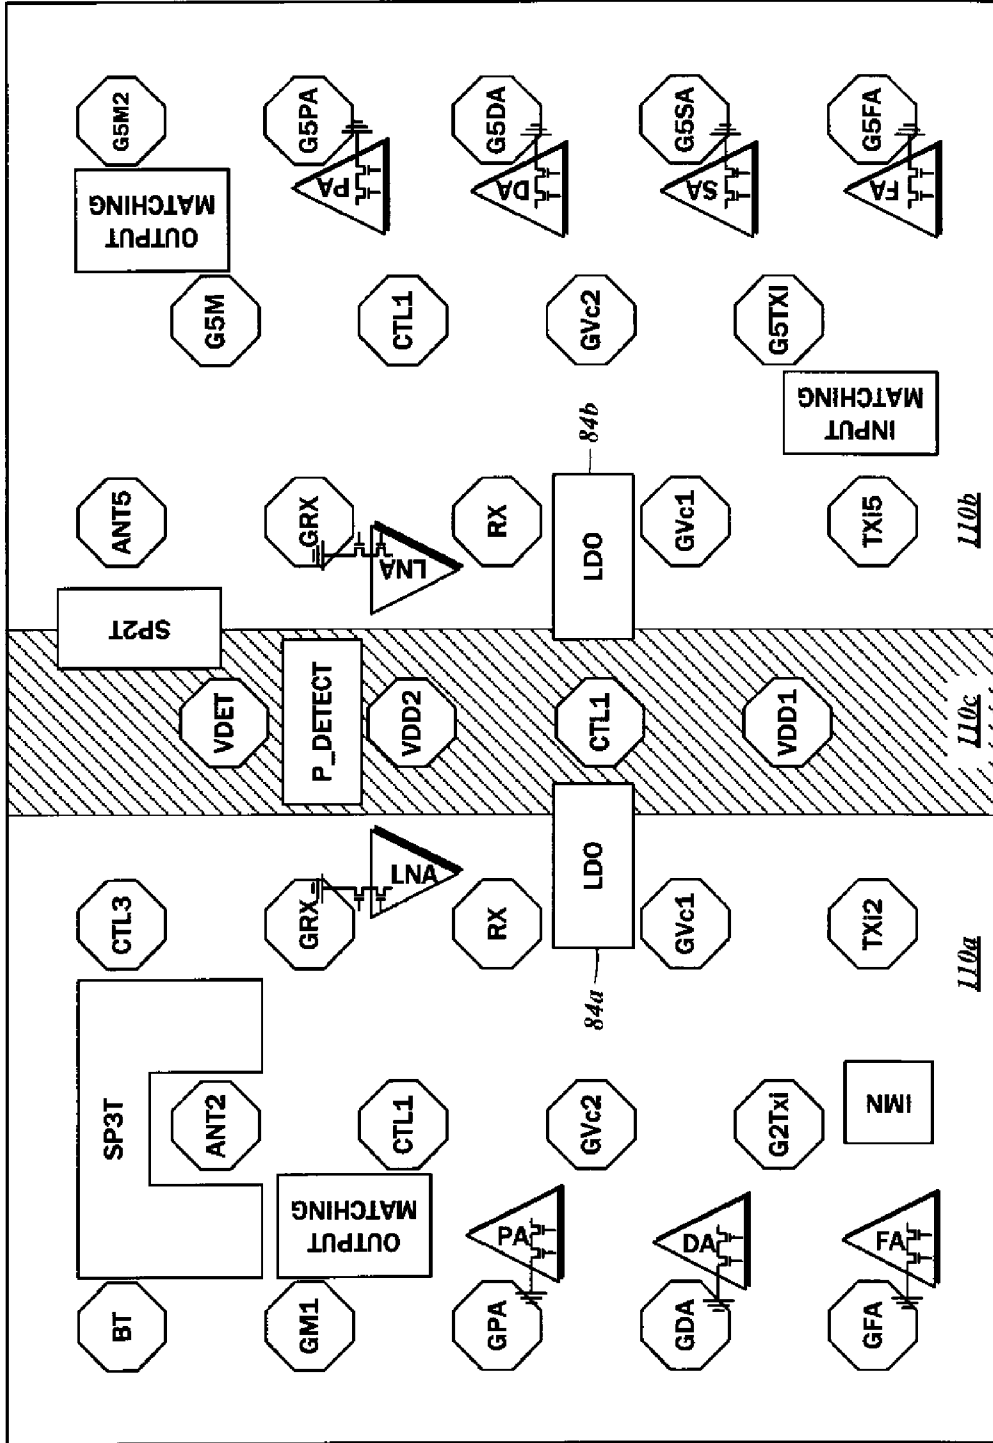 G5M2
G5PA
G5DA
G5SA
G5FA
OUTPUT
MATCHING
PA
DA
SA
FA
G5M
CTL1
GVc2
G5TXI
INPUT
MATCHING
84b
ANT5
GRX
RX
LDO
GVc1
TXi5
110b
LNA
SP2T
VDET
P_DETECT
VDD2
CTL1
VDD1
110c
LNA
CTL3
GRX
RX
LDO
GVc1
TXi2
110a
84a
SP3T
ANT2
CTL1
GVc2
G2Txi
IMN
OUTPUT
MATCHING
PA
DA
FA
BT
GM1
GPA
GDA
GFA